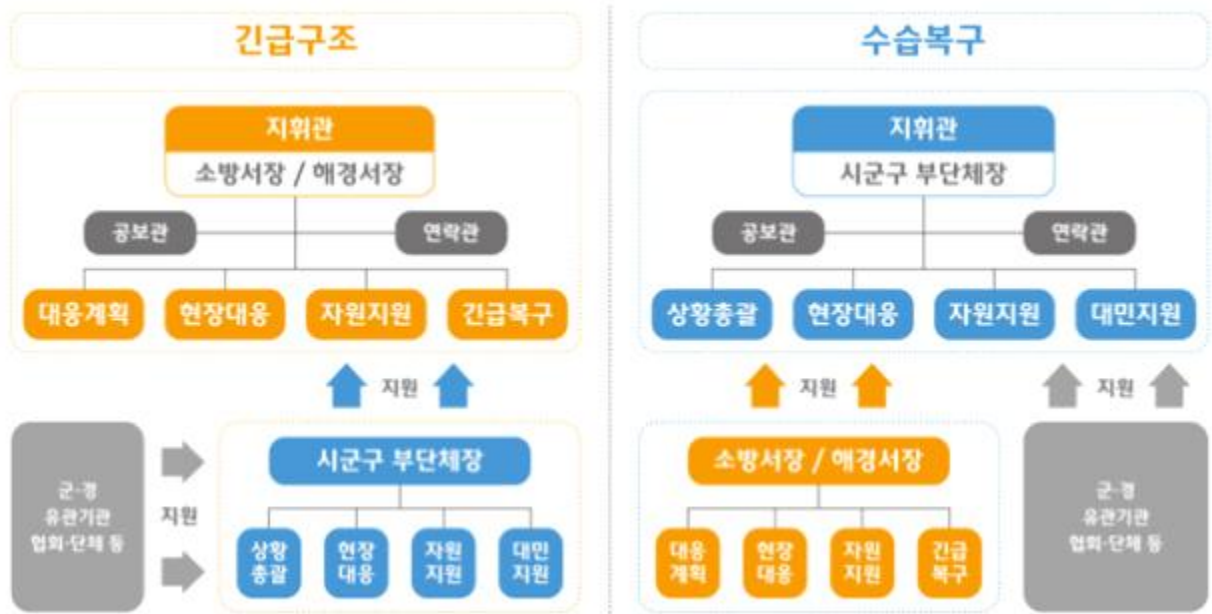 긴급구조
지휘관
소방서장 / 해경서장
공보관
연락관
대응계획
현장대응
자원지원
긴급복구
지원
군·경
유관기관
협회·단체 등
지원
시군구 부단체장
상황
총괄
현장
대응
자원
지원
대민
지원
수습복구
지휘관
시군구 부단체장
공보관
연락관
상황총괄
현장대응
자원지원
대민지원
지원
지원
소방서장 / 해경서장
대응
계획
현장
대응
자원
지원
긴급
복구
군·경
유관기관
협회·단체 등